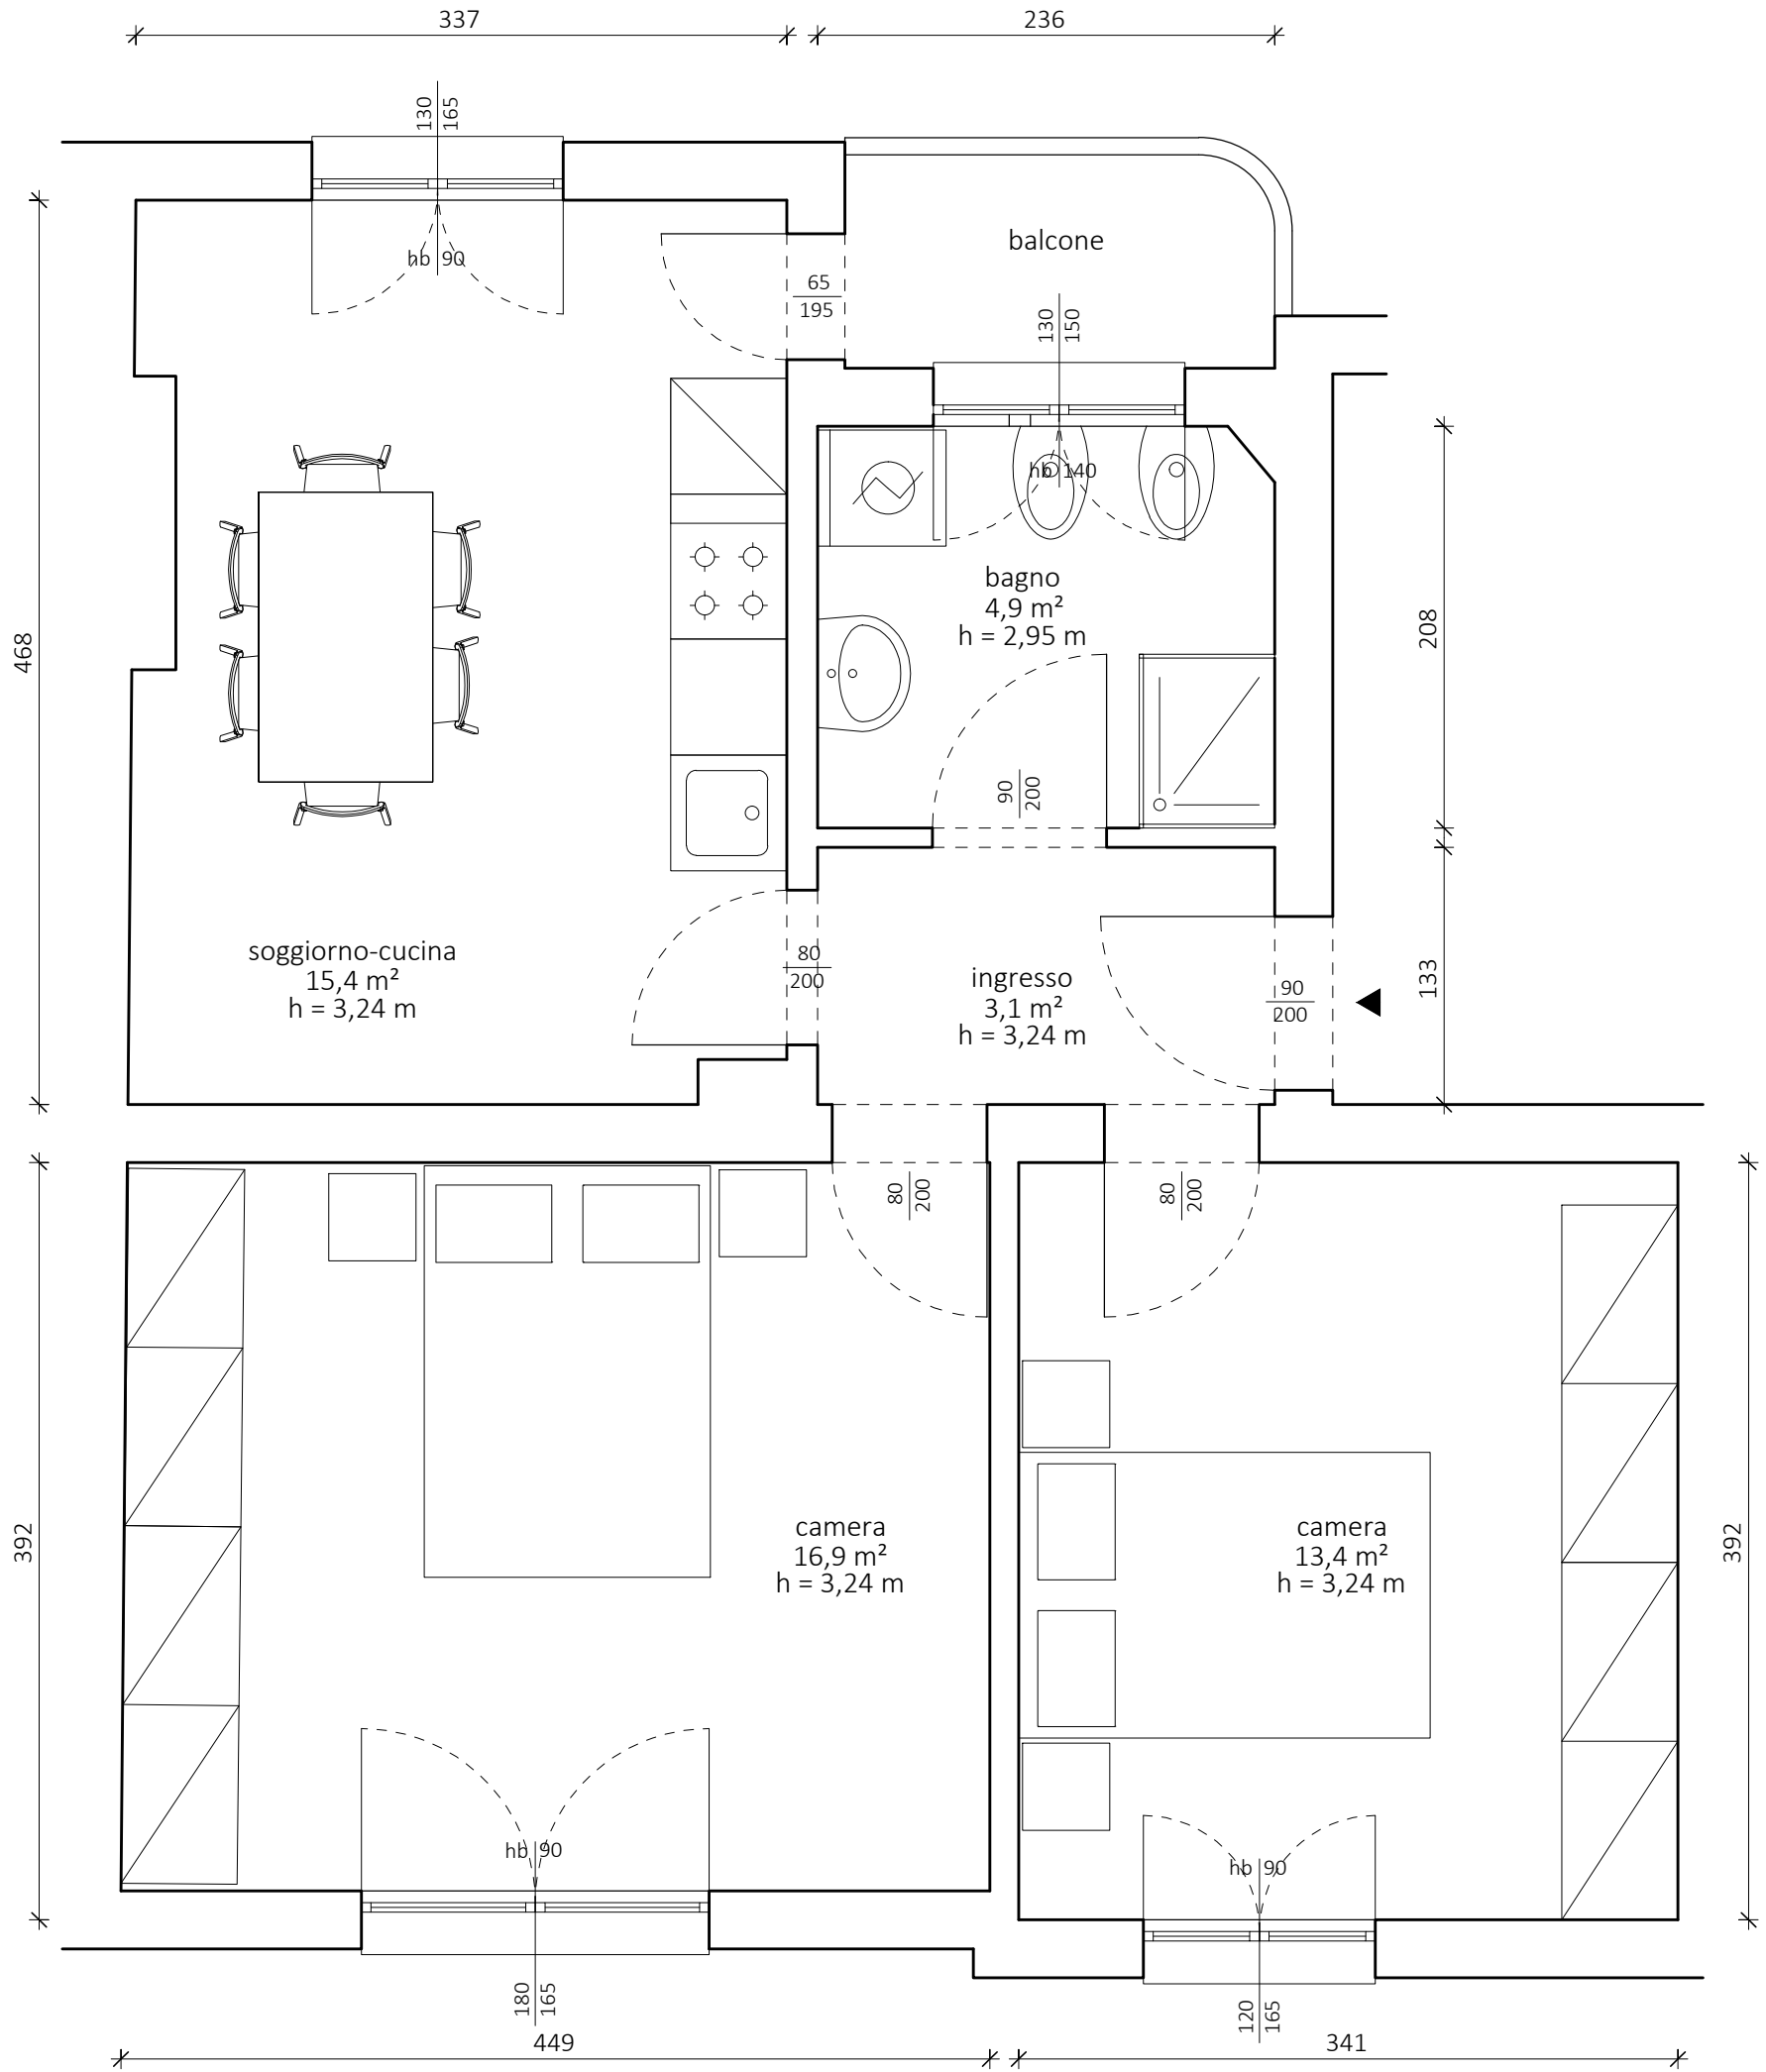 337
236
130
165
hb 90
balcone
65
195
130
150
hb 140
bagno
4,9 m²
h = 2,95 m
468
208
90
200
soggiorno-cucina
15,4 m²
h = 3,24 m
80
200
ingresso
3,1 m²
h = 3,24 m
90
200
133
80
200
80
200
392
camera
16,9 m²
h = 3,24 m
camera
13,4 m²
h = 3,24 m
392
hb 90
hb 90
180
165
120
165
449
341